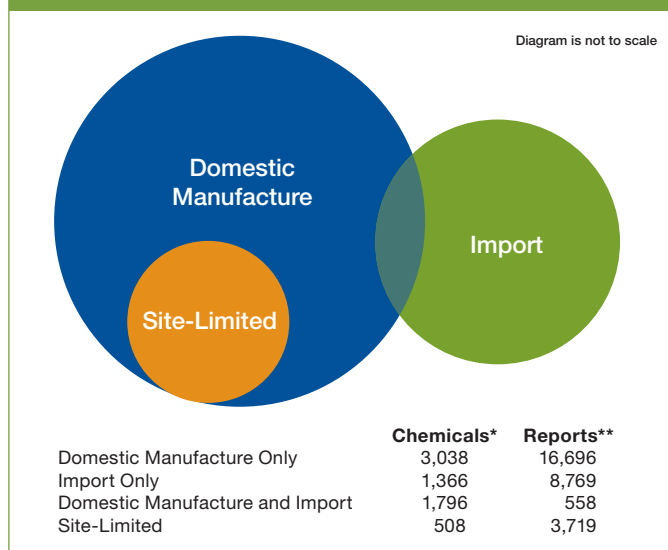 Diagram is not to scale
Domestic
Manufacture
Import
Site-Limited
Chemicals* Reports**
Domestic Manufacture Only 3,038 16,696
Import Only 1,366 8,769
Domestic Manufacture and Import 1,796 558
Site-Limited 508 3,719